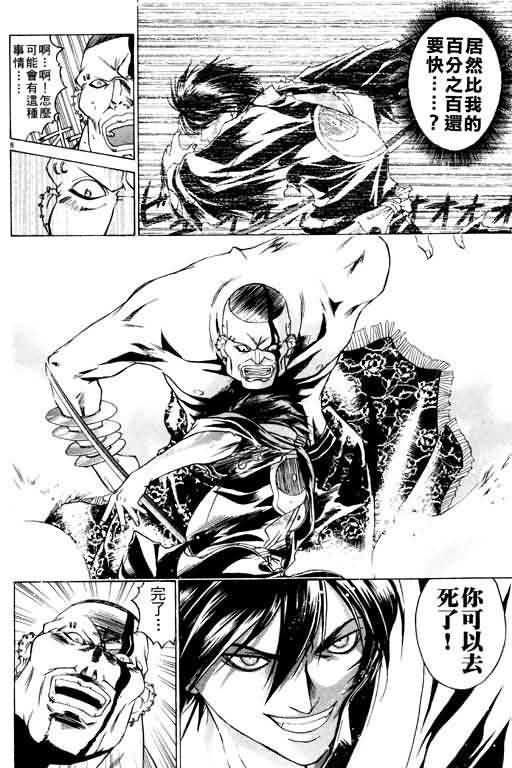 居然比我的
百分之百還
要快……？
啊…啊！怎麼
可能會有這種
事情……
你可以去
死了！
完了…